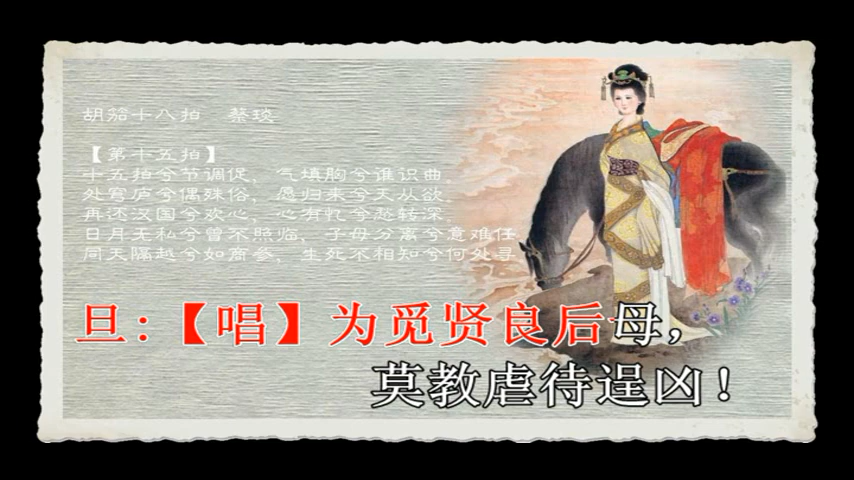 胡笳十八拍 蔡琰
【第十五拍】
十五拍兮节调促，气填胸兮谁识曲
处穹庐兮偶殊俗，愿归来兮天从欲
再还汉国兮欢心，心有忆兮愁转深
日月无私兮曾不照临，子母分离兮意难任
同天隔越兮如商参，生死不相知兮何处寻
旦：【唱】为觅贤良后母，
莫教虐待逞凶！